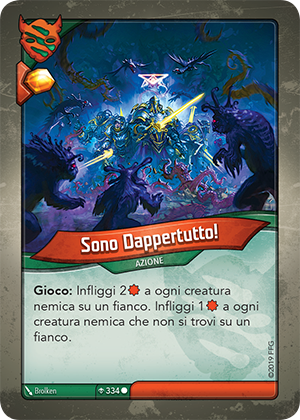 Sono Dappertutto!
AZIONE
Gioco: Infliggi 2 a ogni creatura
nemica su un fianco. Infliggi 1 a ogni
creatura nemica che non si trovi su un
fianco.
©2019 FFG
Broiken
334